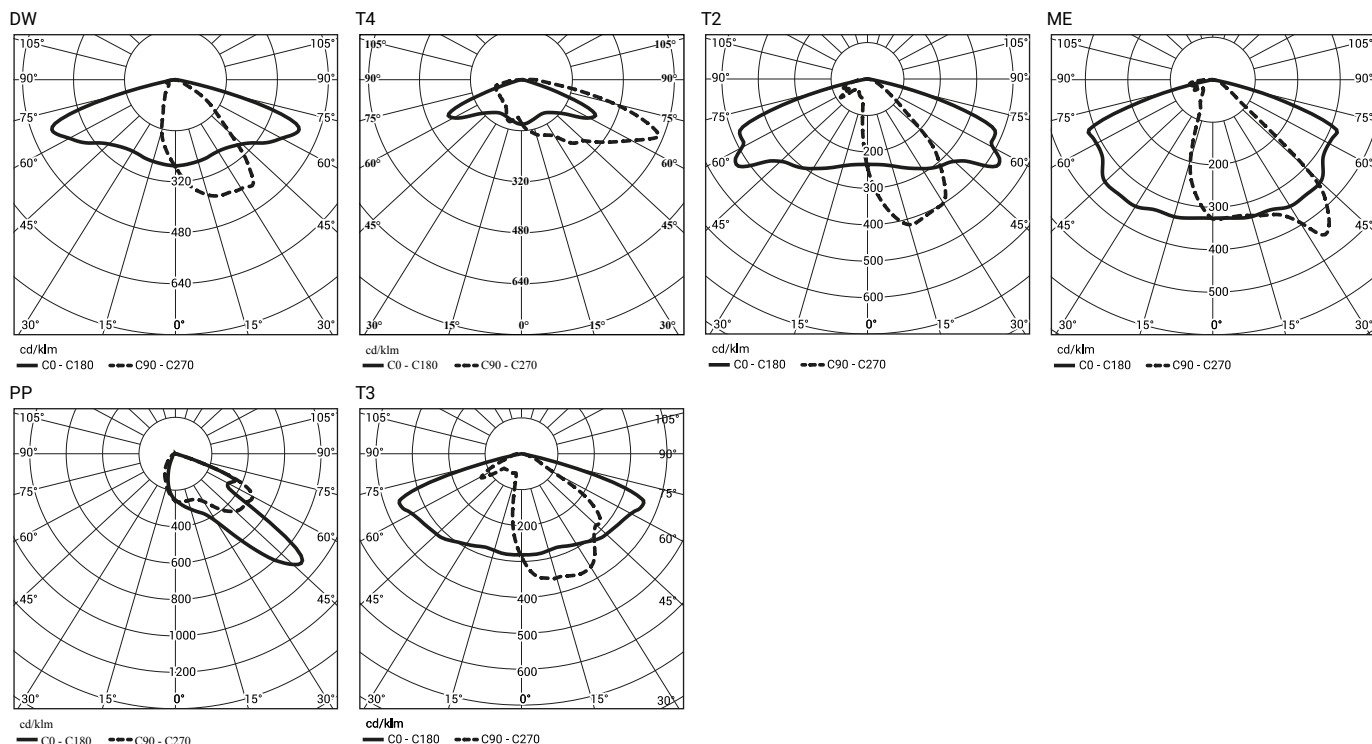 DW T4 T2 ME
105° 105° 105° 105° 105° 105° 105° 105°
90° 90° 90° 90° 90° 90° 90° 90°
75° 75° 75° 75° 75° 75° 75° 75°
200 200
60° 320 60° 60° 320 60° 60° 300 60° 60° 300 60°
45° 480 45° 45° 480 45° 45° 400 45° 45° 400 45°
500 500
640 640 600
30° 15° 0° 15° 30° 30° 15° 0° 15° 30° 30° 15° 0° 15° 30° 30° 15° 0° 15° 30°
cd/klm cd/klm cd/klm cd/klm
C0 - C180 C90 - C270 C0 - C180 C90 - C270 C0 - C180 C90 - C270 C0 - C180 C90 - C270
PP T3
105° 105° 105° 105°
90° 90° 90° 90°
75° 75° 75° 5°
400 200
60° 60° 60° 60°
600
45° 800 45° 45° 400 45°
1000 500
1200 600
30° 15° 0° 15° 30° 30° 15° 0° 15° 30°
cd/klm cd/klm
C0 - C180 C90 - C270 C0 - C180 C90 - C270